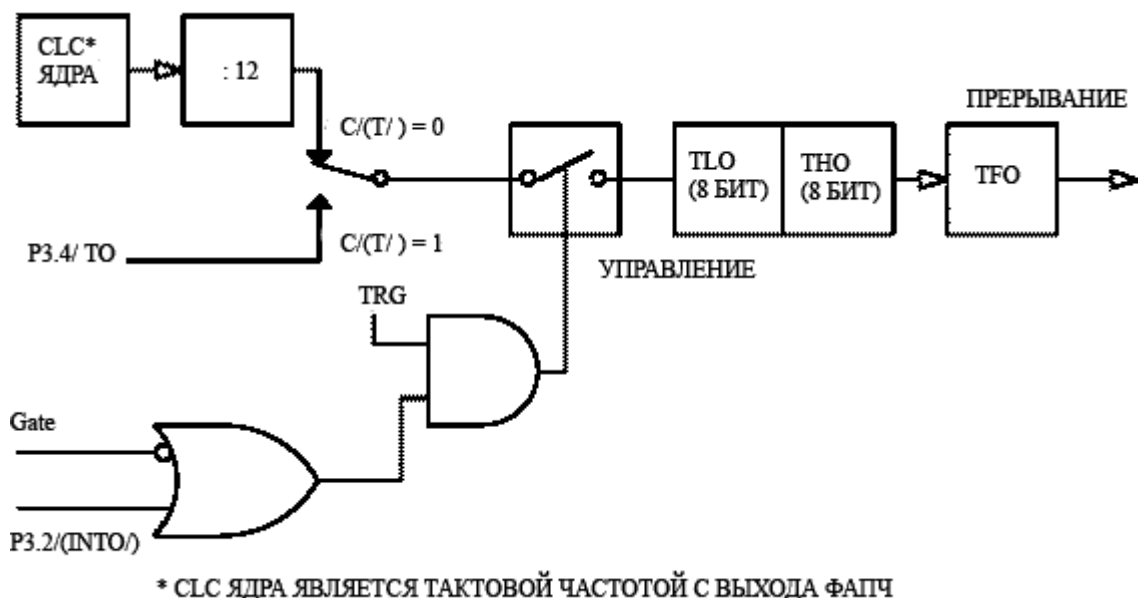 CLC*
ЯДРА
: 12
C/(T/ ) = 0
ПРЕРЫВАНИЕ
TLO
(8 БИТ)
THO
(8 БИТ)
TFO
P3.4/ TO
C/(T/ ) = 1
УПРАВЛЕНИЕ
TRG
Gate
P3.2/(INTO/)
* CLC ЯДРА ЯВЛЯЕТСЯ ТАКТОВОЙ ЧАСТОТОЙ С ВЫХОДА ФАПЧ